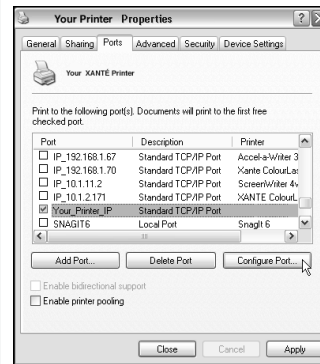 Your Printer Properties
General Sharing Ports Advanced Security Device Settings
Your XANTÉ Printer
Print to the following port(s). Documents will print to the first free
checked port.
Port Description Printer
IP_192.168.1.67 Standard TCP/IP Port Accel-a-Writer 3
IP_192.168.1.70 Standard TCP/IP Port Xante ColourLas
IP_10.1.11.2 Standard TCP/IP Port ScreenWriter 4v
IP_10.1.2.171 Standard TCP/IP Port XANTE ColourL
Your_Printer_IP Standard TCP/IP Port
SNAGIT6 Local Port SnagIt 6
Add Port... Delete Port Configure Port...
Enable bidirectional support
Enable printer pooling
Close Cancel Apply